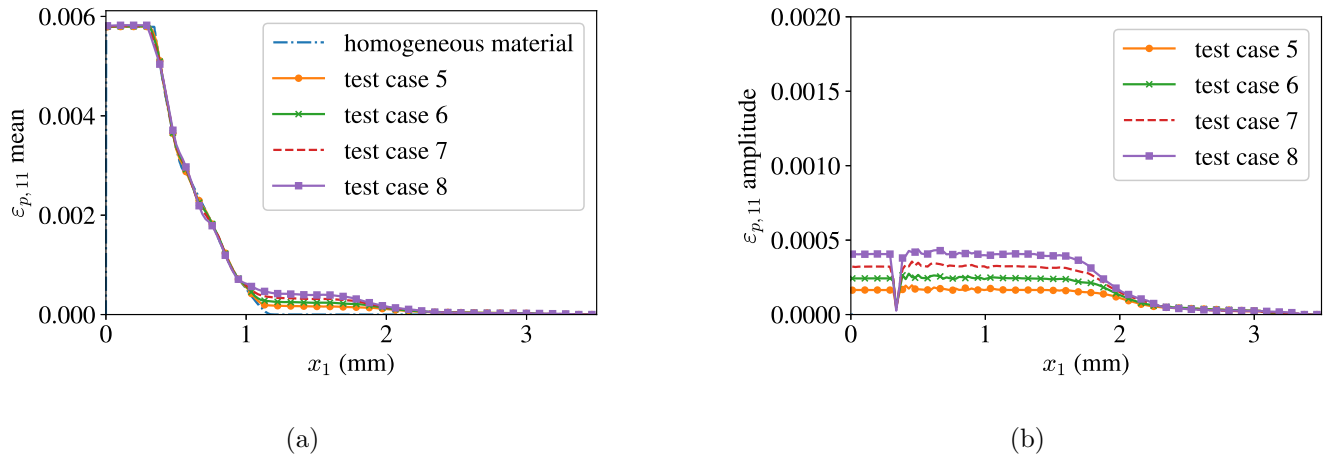 0.006
0.004
0.002
0.000
εp, 11 mean
homogeneous material
test case 5
test case 6
test case 7
test case 8
0 1 2 3
x1 (mm)
(a)
0.0020
0.0015
0.0010
0.0005
0.0000
εp, 11 amplitude
test case 5
test case 6
test case 7
test case 8
0 1 2 3
x1 (mm)
(b)